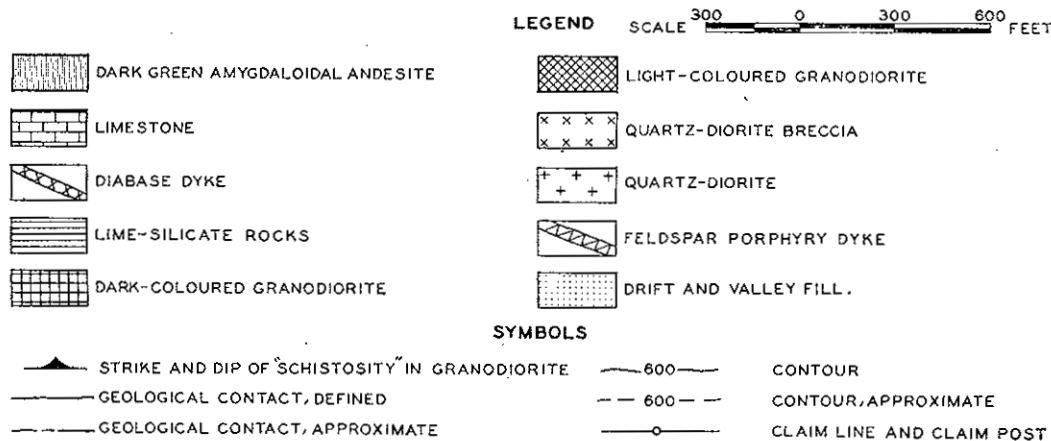 LEGEND
SCALE 300 0 300 600 FEET
DARK GREEN AMYGDALOIDAL ANDESITE
LIMESTONE
DIABASE DYKE
LIME-SILICATE ROCKS
DARK-COLOURED GRANODIORITE
LIGHT-COLOURED GRANODIORITE
QUARTZ-DIORITE BRECCIA
QUARTZ-DIORITE
FELDSPAR PORPHYRY DYKE
DRIFT AND VALLEY FILL.
SYMBOLS
STRIKE AND DIP OF "SCHISTOSITY" IN GRANODIORITE
GEOLOGICAL CONTACT, DEFINED
GEOLOGICAL CONTACT, APPROXIMATE
600 CONTOUR
600 CONTOUR, APPROXIMATE
CLAIM LINE AND CLAIM POST